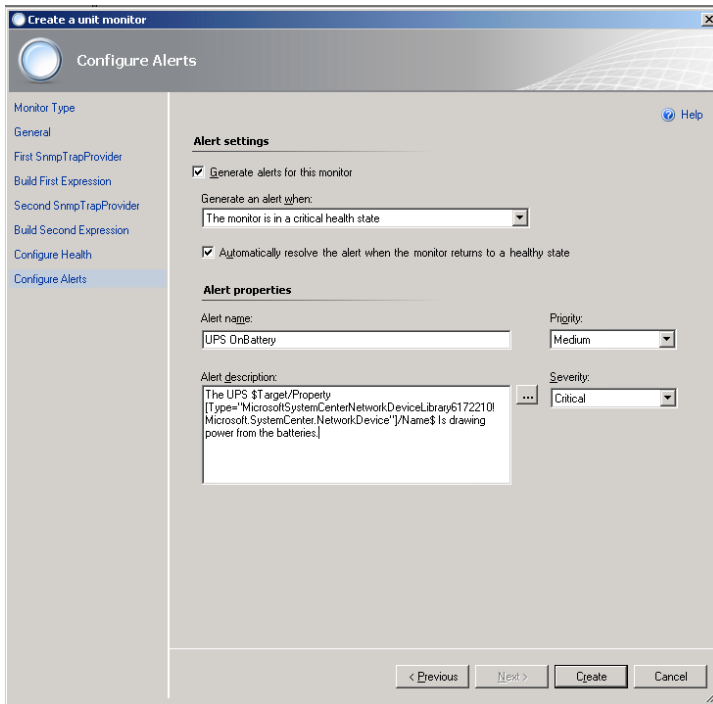 Create a unit monitor
Configure Alerts
Monitor Type
General
First SnmpTrapProvider
Build First Expression
Second SnmpTrapProvider
Build Second Expression
Configure Health
Configure Alerts
Help
Alert settings
Generate alerts for this monitor
Generate an alert when:
The monitor is in a critical health state
Automatically resolve the alert when the monitor returns to a healthy state
Alert properties
Alert name:
Priority:
UPS OnBattery
Medium
Alert description:
Severity:
The UPS $Target/Property
[Type="MicrosoftSystemCenterNetworkDeviceLibrary6172210!
Microsoft.SystemCenter.NetworkDevice"]/Name$ Is drawing
power from the batteries.
...
Critical
< Previous
Next >
Create
Cancel